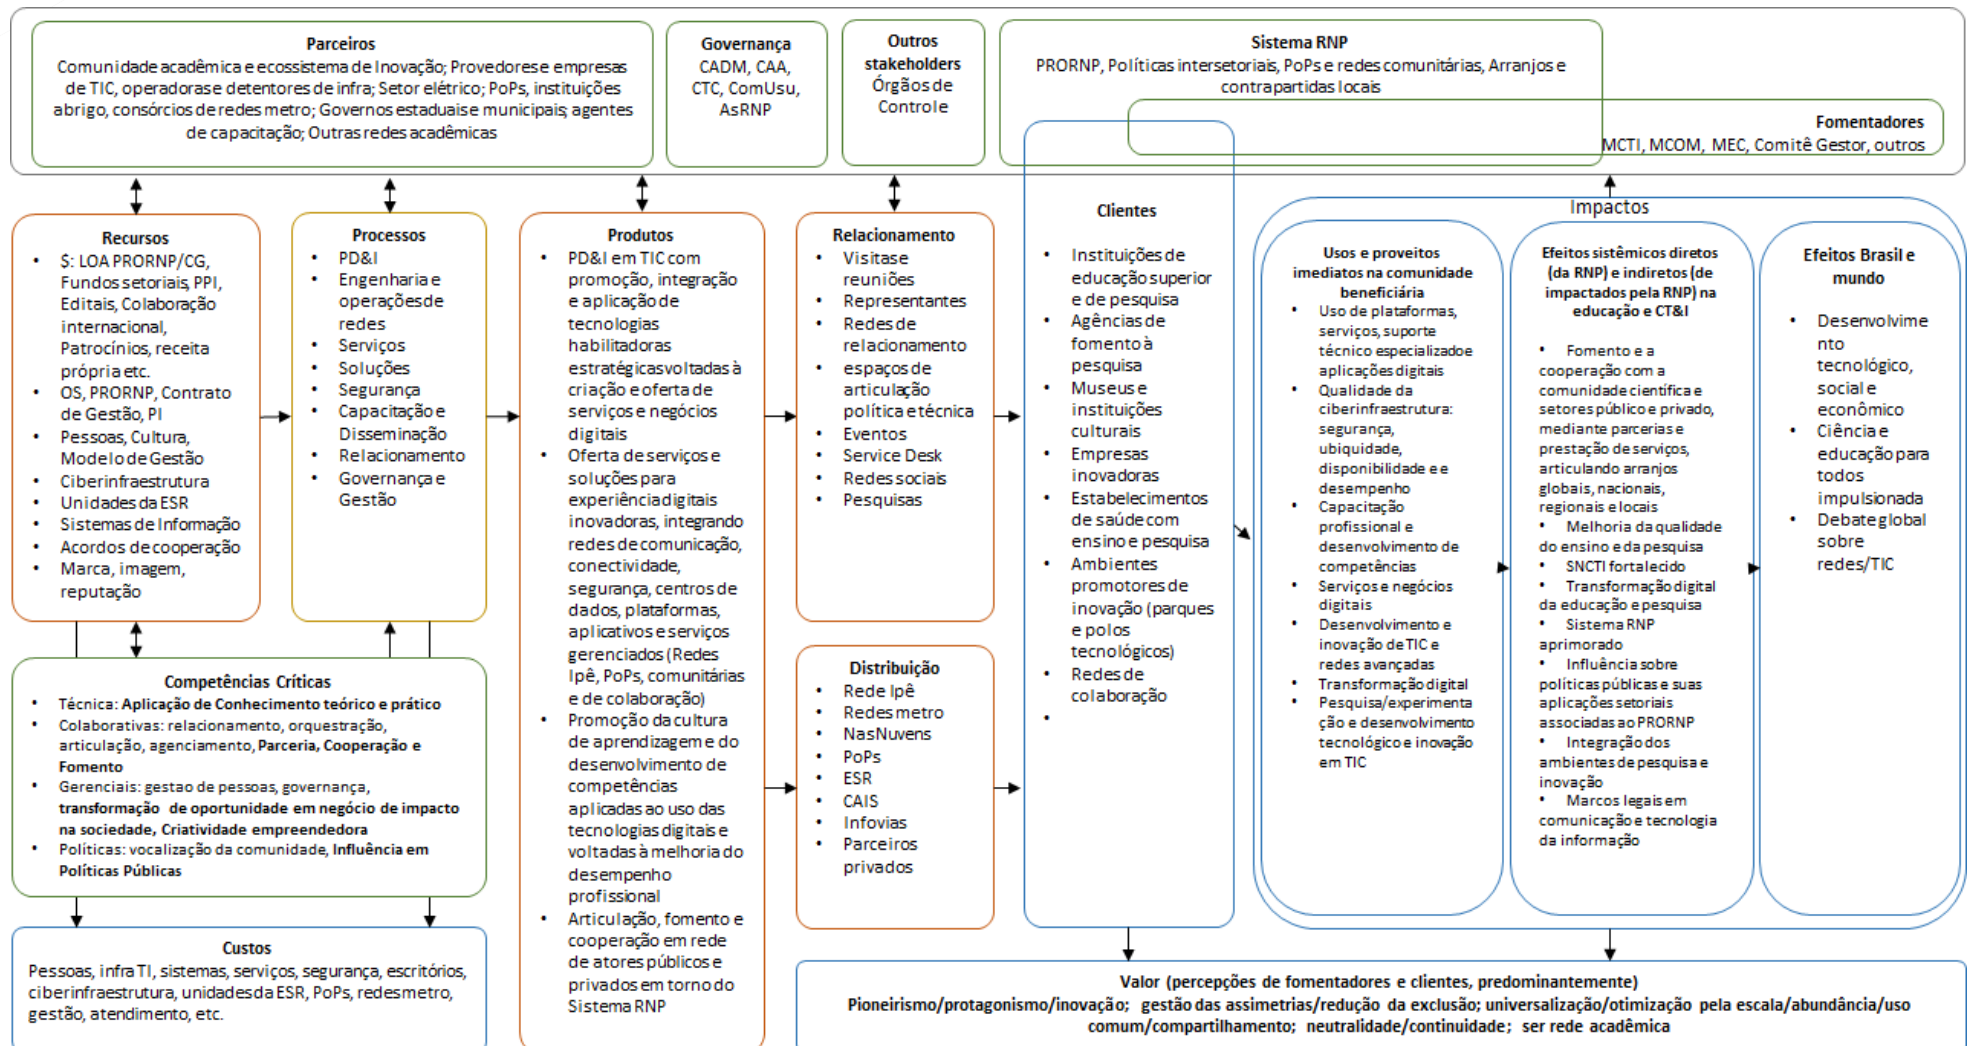 Parceiros
Comunidade acadêmica e ecossistema de Inovação; Provedores e empresas
de TIC, operadoras e detentores de infra; Setor elétrico; PoPs, instituições
abrigo, consórcios de redes metro; Governos estaduais e municipais; agentes
de capacitação; Outras redes acadêmicas
Governança
CADM, CAA,
CTC, ComUsu,
AsRNP
Outros
stakeholders
Órgãos de
Controle
Sistema RNP
PRORNP, Políticas intersetoriais, PoPs e redes comunitárias, Arranjos e
contrapartidas locais
Fomentadores
MCTI, MCOM, MEC, Comitê Gestor, outros
Recursos
• $: LOA PRORNP/CG,
Fundos setoriais, PPI,
Editais, Colaboração
internacional,
Patrocínios, receita
própria etc.
• OS, PRORNP, Contrato
de Gestão, PI
• Pessoas, Cultura,
Modelo de Gestão
• Ciberinfraestrutura
• Unidades da ESR
• Sistemas de Informação
• Acordos de cooperação
• Marca, imagem,
reputação
Processos
• PD&I
• Engenharia e
operações de
redes
• Serviços
• Soluções
• Segurança
• Capacitação e
Disseminação
• Relacionamento
• Governança e
Gestão
Competências Críticas
• Técnica: Aplicação de Conhecimento teórico e prático
• Colaborativas: relacionamento, orquestração,
articulação, agenciamento, Parceria, Cooperação e
Fomento
• Gerenciais: gestao de pessoas, governança,
transformação de oportunidade em negócio de impacto
na sociedade, Criatividade empreendedora
• Políticas: vocalização da comunidade, Influência em
Políticas Públicas
Custos
Pessoas, infra TI, sistemas, serviços, segurança, escritórios,
ciberinfraestrutura, unidades da ESR, PoPs, redes metro,
gestão, atendimento, etc.
Produtos
• PD&I em TIC com
promoção, integração
e aplicação de
tecnologias
habilitadoras
estratégicas voltadas à
criação e oferta de
serviços e negócios
digitais
• Oferta de serviços e
soluções para
experiência digitais
inovadoras, integrando
redes de comunicação,
conectividade,
segurança, centros de
dados, plataformas,
aplicativos e serviços
gerenciados (Redes
Ipê, PoPs, comunitárias
e de colaboração)
• Promoção da cultura
de aprendizagem e do
desenvolvimento de
competências
aplicadas ao uso das
tecnologias digitais e
voltadas à melhoria do
desempenho
profissional
• Articulação, fomento e
cooperação em rede
de atores públicos e
privados em torno do
Sistema RNP
Relacionamento
• Visitas e
reuniões
• Representantes
• Redes de
relacionamento
• espaços de
articulação
política e técnica
• Eventos
• Service Desk
• Redes sociais
• Pesquisas
Distribuição
• Rede Ipê
• Redes metro
• NasNuvens
• PoPs
• ESR
• CAIS
• Infovias
• Parceiros
privados
Clientes
• Instituições de
educação superior
e de pesquisa
• Agências de
fomento à
pesquisa
• Museus e
instituições
culturais
• Empresas
inovadoras
• Estabelecimentos
de saúde com
ensino e pesquisa
• Ambientes
promotores de
inovação (parques
e polos
tecnológicos)
• Redes de
colaboração
•
Impactos
Usos e proveitos
imediatos na comunidade
beneficiária
• Uso de plataformas,
serviços, suporte
técnico especializado e
aplicações digitais
• Qualidade da
ciberinfraestrutura:
segurança,
ubiquidade,
disponibilidade e e
desempenho
• Capacitação
profissional e
desenvolvimento de
competências
• Serviços e negócios
digitais
• Desenvolvimento e
inovação de TIC e
redes avançadas
• Transformação digital
• Pesquisa/experimenta
ção e desenvolvimento
tecnológico e inovação
em TIC
Efeitos sistêmicos diretos
(da RNP) e indiretos (de
impactados pela RNP) na
educação e CT&I
• Fomento e a
cooperação com a
comunidade científica e
setores público e privado,
mediante parcerias e
prestação de serviços,
articulando arranjos
globais, nacionais,
regionais e locais
• Melhoria da qualidade
do ensino e da pesquisa
• SNCTI fortalecido
• Transformação digital
da educação e pesquisa
• Sistema RNP
aprimorado
• Influência sobre
políticas públicas e suas
aplicações setoriais
associadas ao PRORNP
• Integração dos
ambientes de pesquisa e
inovação
• Marcos legais em
comunicação e tecnologia
da informação
Efeitos Brasil e
mundo
• Desenvolvime
nto
tecnológico,
social e
econômico
• Ciência e
educação para
todos
impulsionada
• Debate global
sobre
redes/TIC
Valor (percepções de fomentadores e clientes, predominantemente)
Pioneirismo/protagonismo/inovação; gestão das assimetrias/redução da exclusão; universalização/otimização pela escala/abundância/uso
comum/compartilhamento; neutralidade/continuidade; ser rede acadêmica